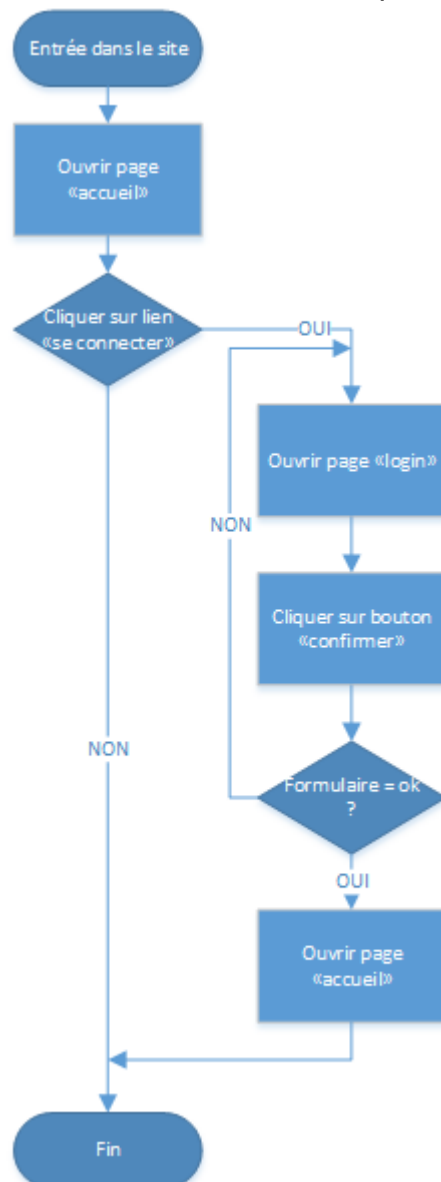 Entrée dans le site
Ouvrir page
«accueil»
Cliquer sur lien
«se connecter»
OUI
Ouvrir page «login»
NON
Cliquer sur bouton
«confirmer»
NON
Formulaire = ok
?
OUI
Ouvrir page
«accueil»
Fin